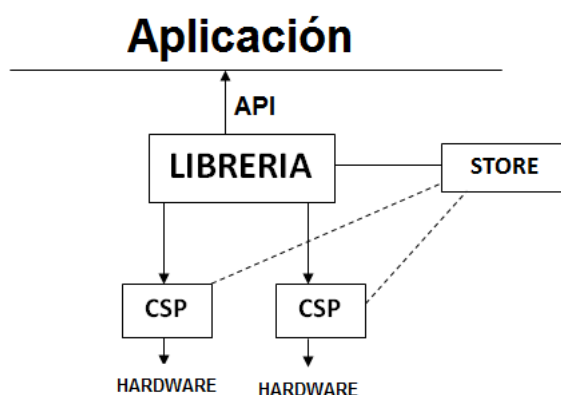 Aplicación
API
LIBRERIA
STORE
CSP
CSP
HARDWARE
HARDWARE